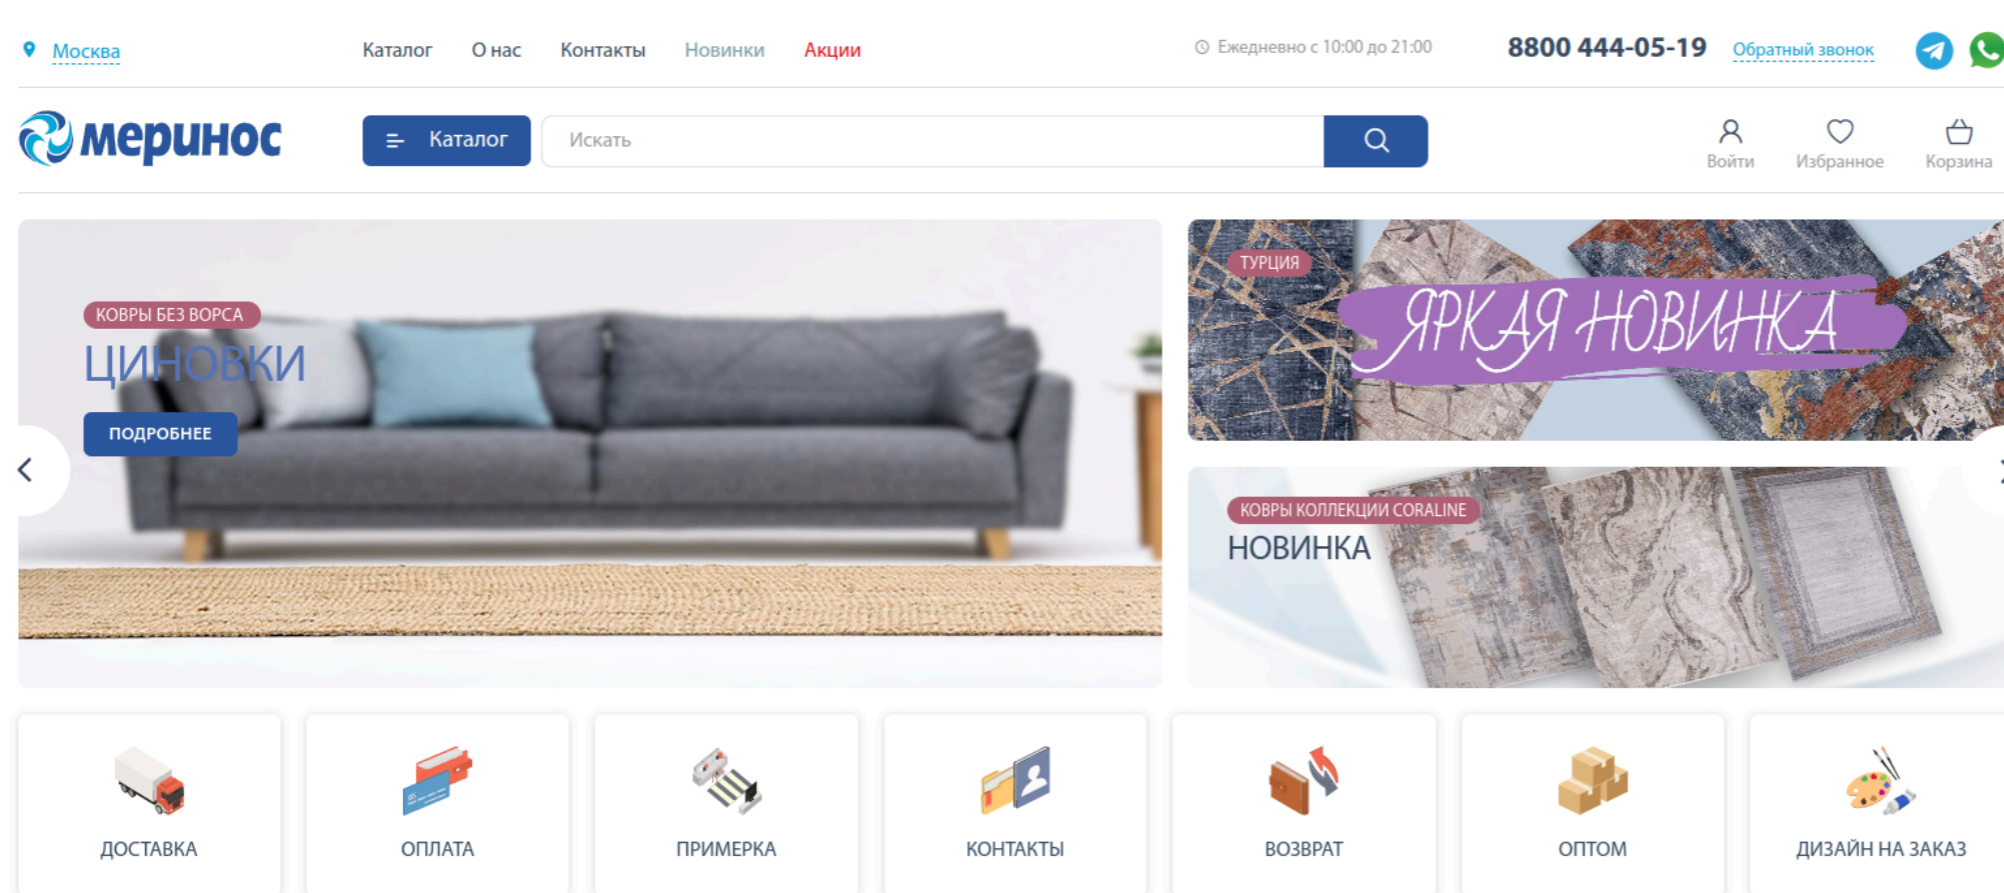 Москва
Каталог О нас Контакты Новинки Акции
Ежедневно с 10:00 до 21:00
8800 444-05-19
Обратный звонок
меринос
Каталог
Искать
Войти
Избранное
Корзина
КОВРЫ БЕЗ ВОРСА
ЦИНОВКИ
ПОДРОБНЕЕ
ТУРЦИЯ
ЯРКАЯ НОВИНКА
КОВРЫ КОЛЛЕКЦИИ CORALINE
НОВИНКА
ДОСТАВКА
ОПЛАТА
ПРИМЕРКА
КОНТАКТЫ
ВОЗВРАТ
ОПТОМ
ДИЗАЙН НА ЗАКАЗ